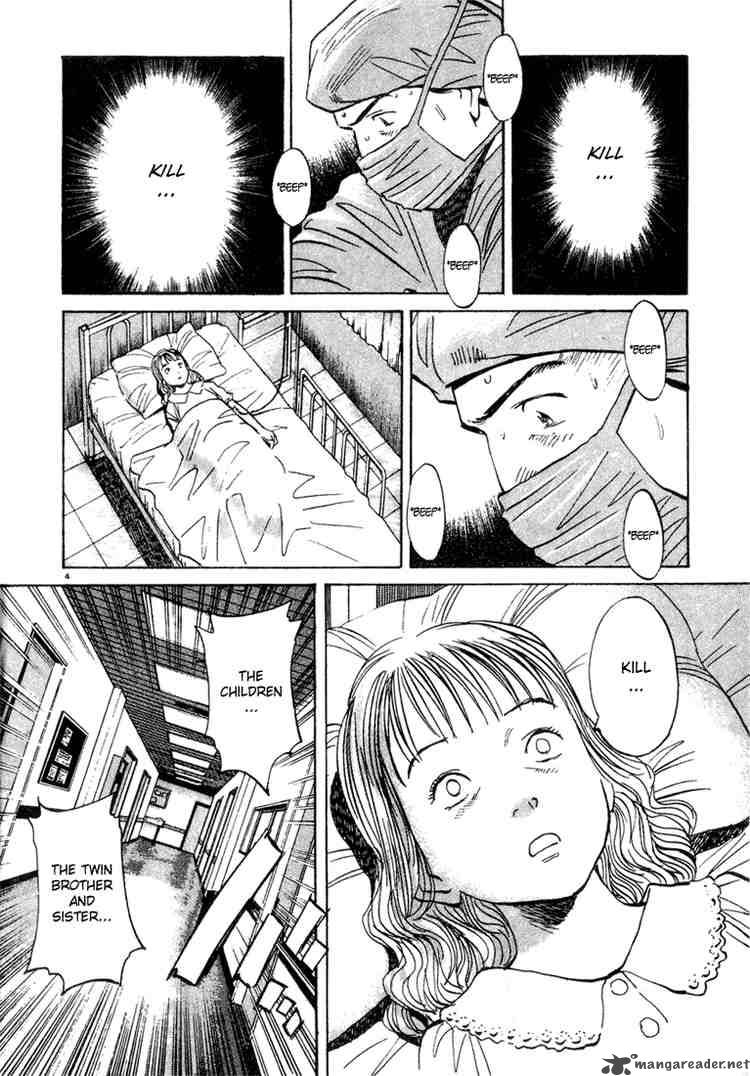 KILL
...
*BEEP*
*BEEP*
*BEEP*
KILL
...
*BEEP*
*BEEP*
*BEEP*
4
KILL
...
THE
CHILDREN
...
THE TWIN
BROTHER
AND
SISTER...
mangareader.net